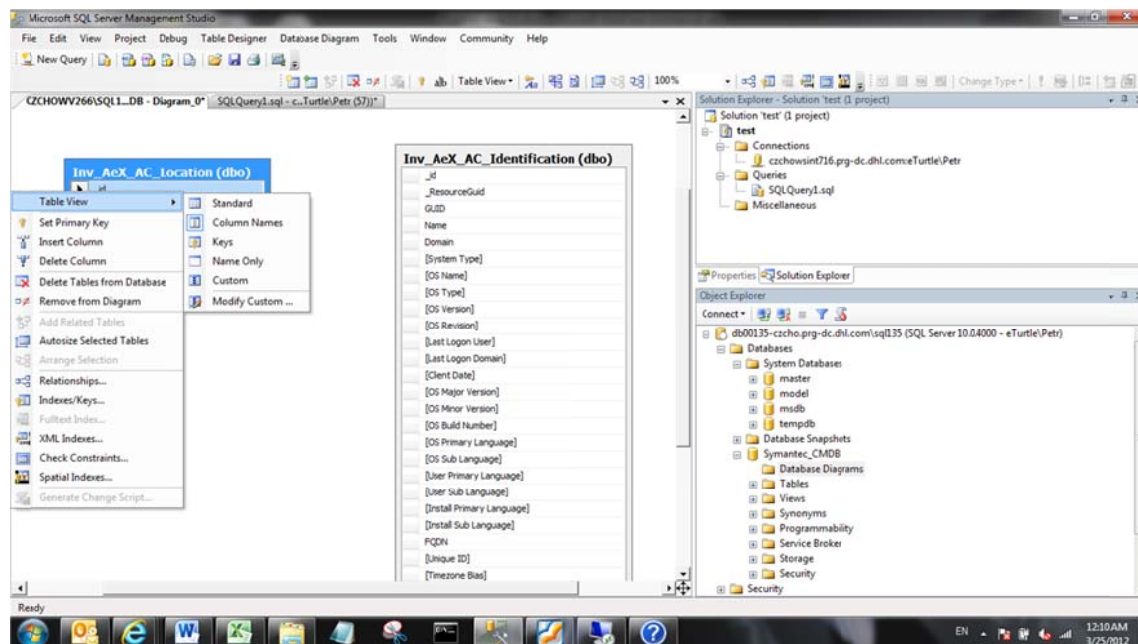 Microsoft SQL Server Management Studio
File Edit View Project Debug Table Designer Database Diagram Tools Window Community Help
New Query
Table View 100% Change Type
CZCHOWV266\SQL1...DB - Diagram_0* SQLQuery1.sql - c...Turtle\Petr (57))*
Inv_AeX_AC_Location (dbo)
_id
Table View
Set Primary Key
Insert Column
Delete Column
Delete Tables from Database
Remove from Diagram
Add Related Tables
Autosize Selected Tables
Arrange Selection
Relationships...
Indexes/Keys...
Fulltext Index...
XML Indexes...
Check Constraints...
Spatial Indexes...
Generate Change Script...
Standard
Column Names
Keys
Name Only
Custom
Modify Custom ...
Inv_AeX_AC_Identification (dbo)
_id
_ResourceGuid
GUID
Name
Domain
[System Type]
[OS Name]
[OS Type]
[OS Version]
[OS Revision]
[Last Logon User]
[Last Logon Domain]
[Client Date]
[OS Major Version]
[OS Minor Version]
[OS Build Number]
[OS Primary Language]
[OS Sub Language]
[User Primary Language]
[User Sub Language]
[Install Primary Language]
[Install Sub Language]
FQDN
[Unique ID]
[Timezone Bias]
Solution Explorer - Solution 'test' (1 project)
Solution 'test' (1 project)
test
Connections
czchowsint716.prg-dc.dhl.com:eTurtle\Petr
Queries
SQLQuery1.sql
Miscellaneous
Properties Solution Explorer
Object Explorer
Connect
db00135-czcho.prg-dc.dhl.com\sql135 (SQL Server 10.0.4000 - eTurtle\Petr)
Databases
System Databases
master
model
msdb
tempdb
Database Snapshots
Symantec_CMDB
Database Diagrams
Tables
Views
Synonyms
Programmability
Service Broker
Storage
Security
Security
Ready
EN 12:10 AM
3/25/2012